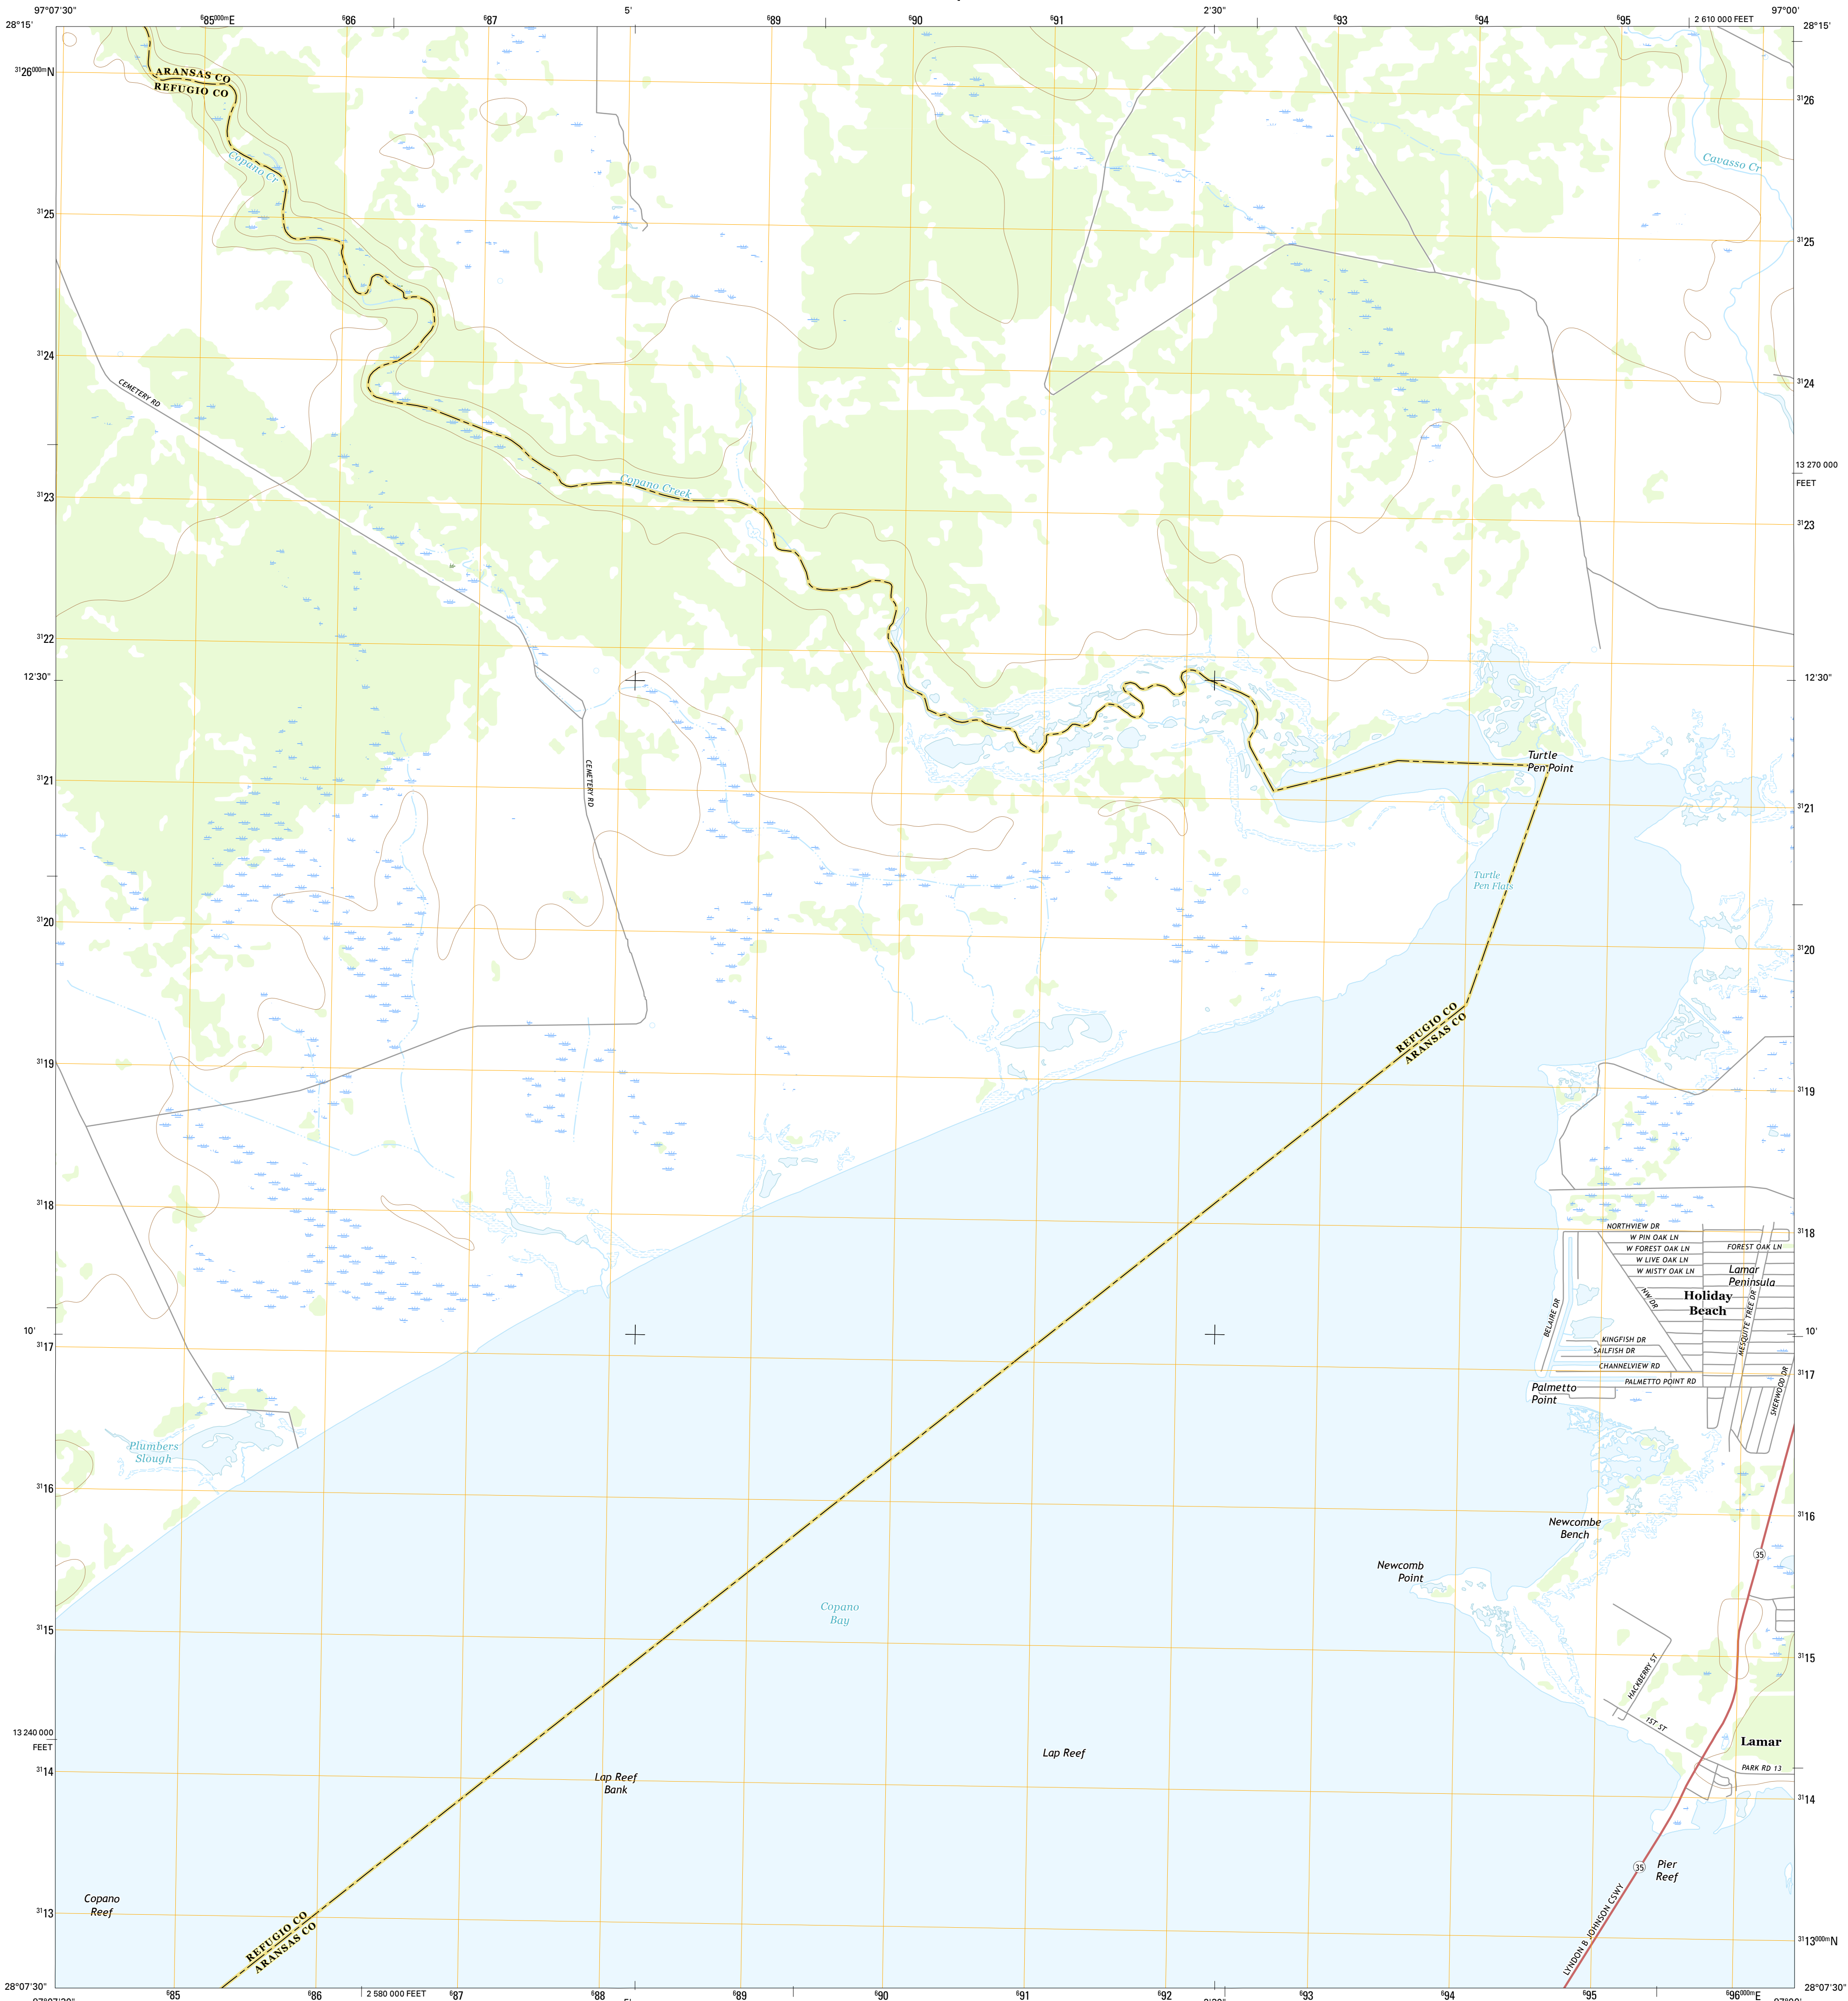 97°07'30"
⁶85⁰⁰⁰ᵐE
⁶86
⁶87
5'
⁶89
⁶90
⁶91
2'30"
⁶93
⁶94
⁶95
2 610 000 FEET
97°00'
28°15'
28°15'
³¹26⁰⁰⁰ᵐN
ARANSAS CO
REFUGIO CO
³¹26
Copano Cr
Cavasso Cr
³¹25
³¹25
³¹24
³¹24
CEMETERY RD
13 270 000
FEET
Copano Creek
³¹23
³¹23
³¹22
12'30"
12'30"
CEMETERY RD
Turtle
Pen Point
³¹21
³¹21
Turtle
Pen Flats
³¹20
³¹20
REFUGIO CO
ARANSAS CO
³¹19
³¹19
³¹18
³¹18
NORTHVIEW DR
W PIN OAK LN
W FOREST OAK LN
FOREST OAK LN
W LIVE OAK LN
W MISTY OAK LN
Lamar
Peninsula
NW DR
Holiday
Beach
MESQUITE TREE DR
BELAIRE DR
10'
10'
KINGFISH DR
SAILFISH DR
CHANNELVIEW RD
³¹17
³¹17
PALMETTO POINT RD
SHERWOOD DR
Palmetto
Point
Plumbers
Slough
³¹16
³¹16
Newcombe
Bench
35
Newcomb
Point
Copano
Bay
³¹15
³¹15
HACKBERRY ST
1ST ST
13 240 000
FEET
Lamar
Lap Reef
PARK RD 13
³¹14
Lap Reef
Bank
³¹14
35
Pier
Reef
Copano
Reef
LYNDON B JOHNSON CSWY
³¹13
REFUGIO CO
ARANSAS CO
³¹13⁰⁰⁰ᵐN
28°07'30"
28°07'30"
⁶85
⁶86
2 580 000 FEET
⁶87
⁶88
⁶89
⁶90
⁶91
⁶92
⁶93
⁶94
⁶95
⁶96⁰⁰⁰ᵐE